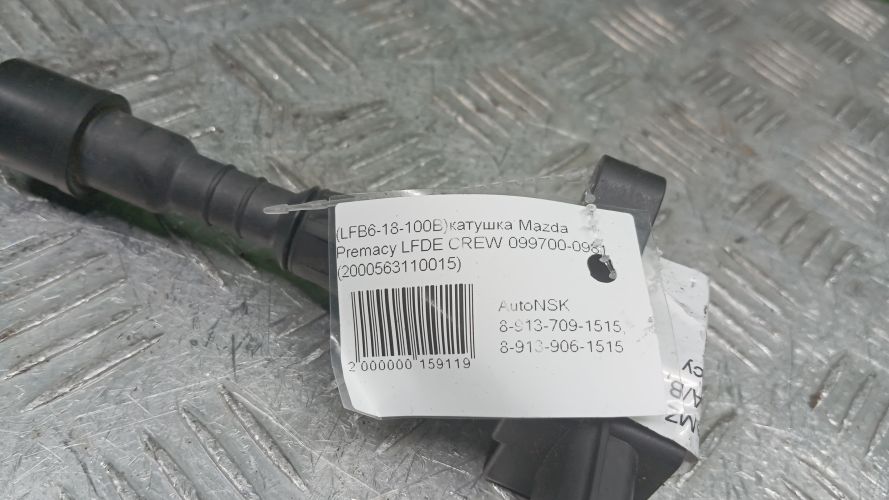 (LFB6-18-100B)катушка Mazda
Premacy LFDE CREW 099700-0981
(2000563110015)
AutoNSK
8-913-709-1515,
8-913-906-1515
2 000000 159119
A/B,